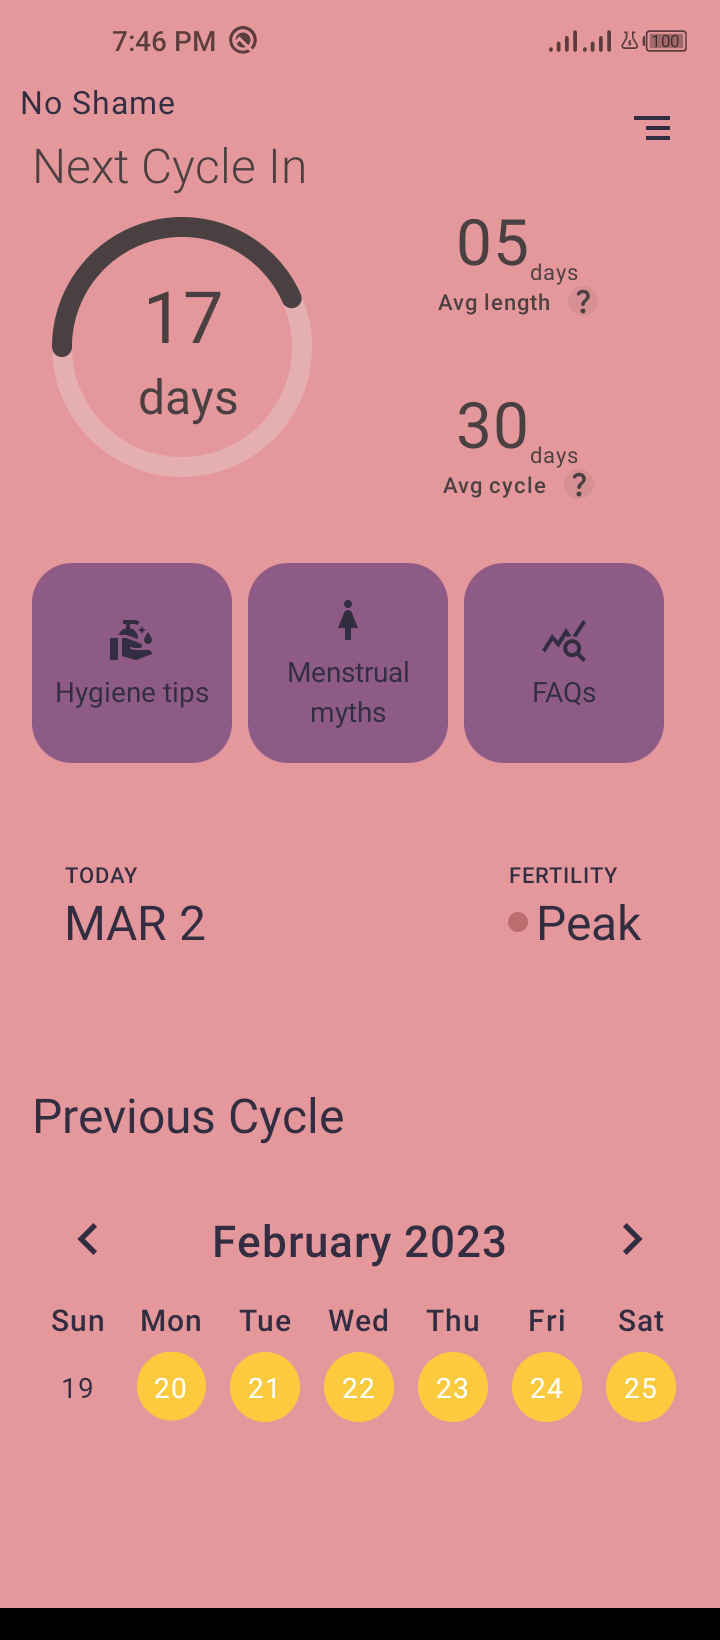 7:46 PM
100
No Shame
Next Cycle In
17
days
05 days
Avg length ?
30 days
Avg cycle ?
Hygiene tips
Menstrual
myths
FAQs
TODAY
MAR 2
FERTILITY
Peak
Previous Cycle
February 2023
Sun Mon Tue Wed Thu Fri Sat
19 20 21 22 23 24 25